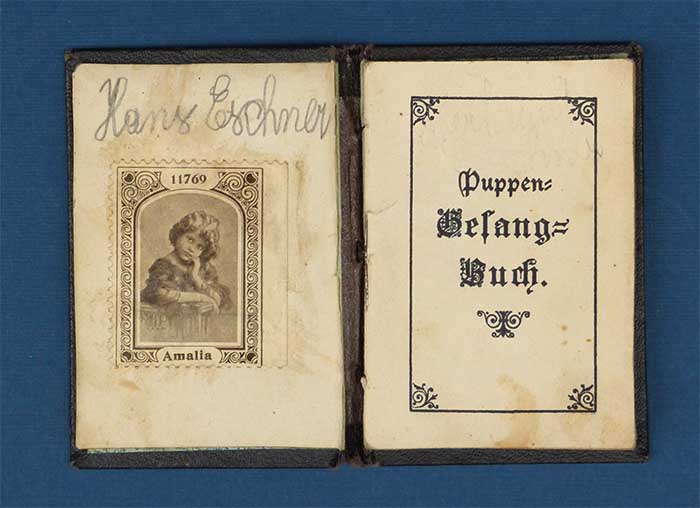 Hans Eschner
11769
Amalia
Puppen⸗
Geſang⸗
Buch.